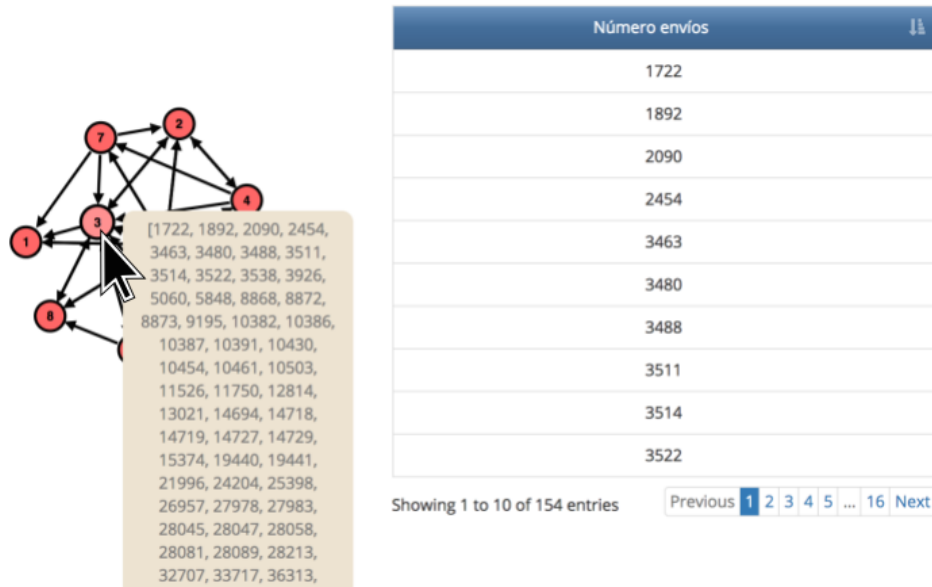 2
7
4
3
1
8
[1722, 1892, 2090, 2454,
3463, 3480, 3488, 3511,
3514, 3522, 3538, 3926,
5060, 5848, 8868, 8872,
8873, 9195, 10382, 10386,
10387, 10391, 10430,
10454, 10461, 10503,
11526, 11750, 12814,
13021, 14694, 14718,
14719, 14727, 14729,
15374, 19440, 19441,
21996, 24204, 25398,
26957, 27978, 27983,
28045, 28047, 28058,
28081, 28089, 28213,
32707, 33717, 36313,
Número envíos
1722
1892
2090
2454
3463
3480
3488
3511
3514
3522
Showing 1 to 10 of 154 entries
Previous 1 2 3 4 5 ... 16 Next